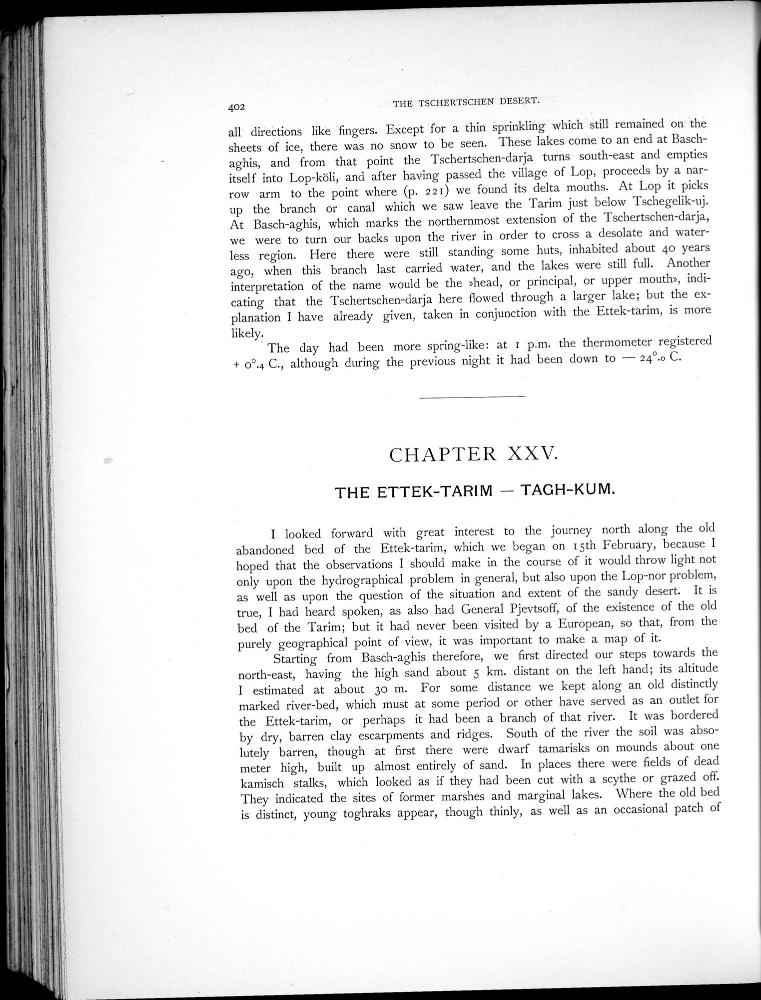 402
THE TSCHERTSCHEN DESERT.
all directions like fingers. Except for a thin sprinkling which still remained on the
sheets of ice, there was no snow to be seen. These lakes come to an end at Basch-
aghis, and from that point the Tschertschen-darja turns south-east and empties
itself into Lop-köli, and after having passed the village of Lop, proceeds by a nar-
row arm to the point where (p. 221) we found its delta mouths. At Lop it picks
up the branch or canal which we saw leave the Tarim just below Tschegelik-uj.
At Basch-aghis, which marks the northernmost extension of the Tschertschen-darja,
we were to turn our backs upon the river in order to cross a desolate and water-
less region. Here there were still standing some huts, inhabited about 40 years
ago, when this branch last carried water, and the lakes were still full. Another
interpretation of the name would be the »head, or principal, or upper mouth», indi-
cating that the Tschertschen-darja here flowed through a larger lake; but the ex-
planation I have already given, taken in conjunction with the Ettek-tarim, is more
likely.
The day had been more spring-like: at 1 p.m. the thermometer registered
+ 0°.4 C., although during the previous night it had been down to — 24°.0 C.
CHAPTER XXV.
THE ETTEK-TARIM — TAGH-KUM.
I looked forward with great interest to the journey north along the old
abandoned bed of the Ettek-tarim, which we began on 15th February, because I
hoped that the observations I should make in the course of it would throw light not
only upon the hydrographical problem in general, but also upon the Lop-nor problem,
as well as upon the question of the situation and extent of the sandy desert. It is
true, I had heard spoken, as also had General Pjevtsoff, of the existence of the old
bed of the Tarim; but it had never been visited by a European, so that, from the
purely geographical point of view, it was important to make a map of it.
Starting from Basch-aghis therefore, we first directed our steps towards the
north-east, having the high sand about 5 km. distant on the left hand; its altitude
I estimated at about 30 m. For some distance we kept along an old distinctly
marked river-bed, which must at some period or other have served as an outlet for
the Ettek-tarim, or perhaps it had been a branch of that river. It was bordered
by dry, barren clay escarpments and ridges. South of the river the soil was abso-
lutely barren, though at first there were dwarf tamarisks on mounds about one
meter high, built up almost entirely of sand. In places there were fields of dead
kamisch stalks, which looked as if they had been cut with a scythe or grazed off.
They indicated the sites of former marshes and marginal lakes. Where the old bed
is distinct, young toghraks appear, though thinly, as well as an occasional patch of